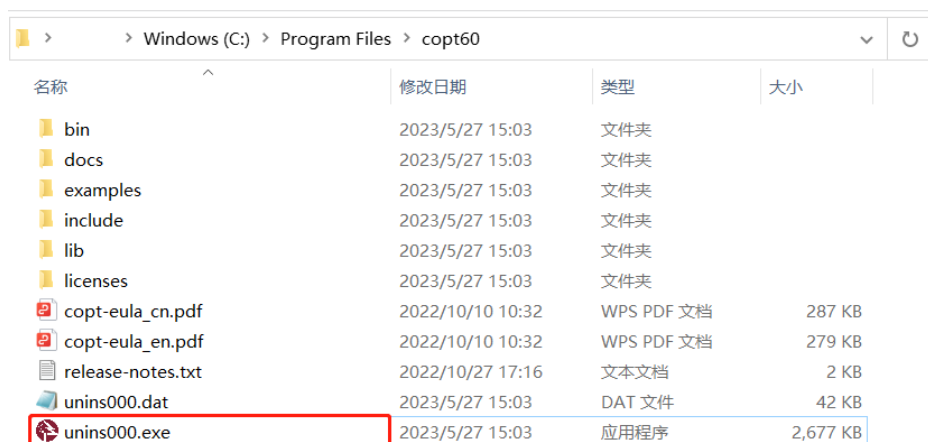 Windows (C:) > Program Files > copt60
名称 修改日期 类型 大小
bin 2023/5/27 15:03 文件夹
docs 2023/5/27 15:03 文件夹
examples 2023/5/27 15:03 文件夹
include 2023/5/27 15:03 文件夹
lib 2023/5/27 15:03 文件夹
licenses 2023/5/27 15:03 文件夹
copt-eula_cn.pdf 2022/10/10 10:32 WPS PDF 文档 287 KB
copt-eula_en.pdf 2022/10/10 10:32 WPS PDF 文档 279 KB
release-notes.txt 2022/10/27 17:16 文本文档 2 KB
unins000.dat 2023/5/27 15:03 DAT 文件 42 KB
unins000.exe 2023/5/27 15:03 应用程序 2,677 KB